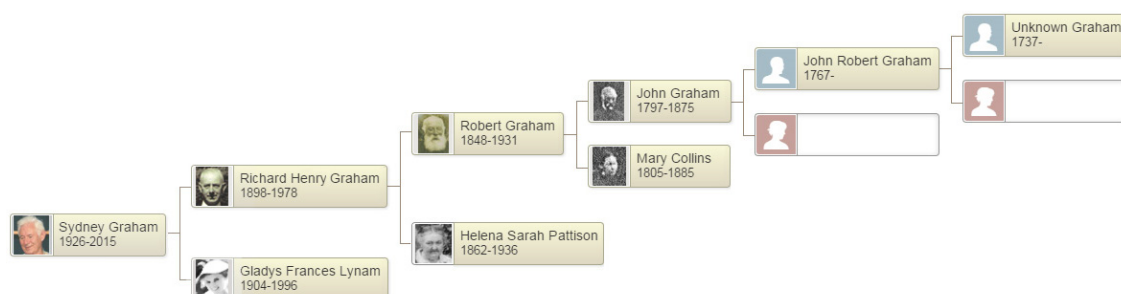 Unknown Graham
1737-
John Robert Graham
1767-
John Graham
1797-1875
Robert Graham
1848-1931
Mary Collins
1805-1885
Richard Henry Graham
1898-1978
Sydney Graham
1926-2015
Helena Sarah Pattison
1862-1936
Gladys Frances Lynam
1904-1996